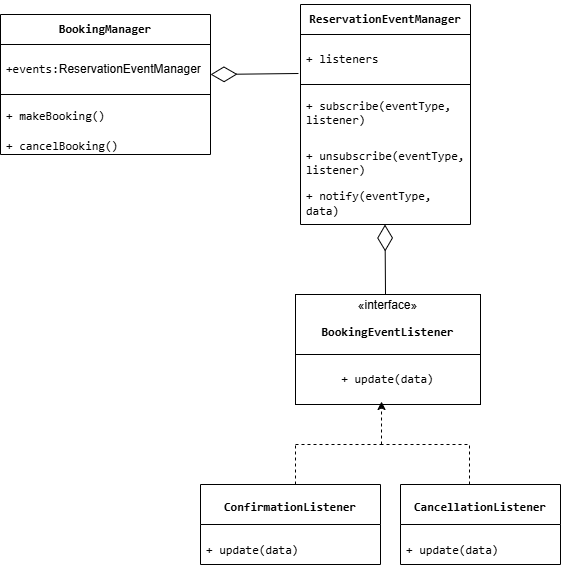 BookingManager
+events:ReservationEventManager
+ makeBooking()
+ cancelBooking()
ReservationEventManager
+ listeners
+ subscribe(eventType,
listener)
+ unsubscribe(eventType,
listener)
+ notify(eventType,
data)
«interface»
BookingEventListener
+ update(data)
ConfirmationListener
+ update(data)
CancellationListener
+ update(data)